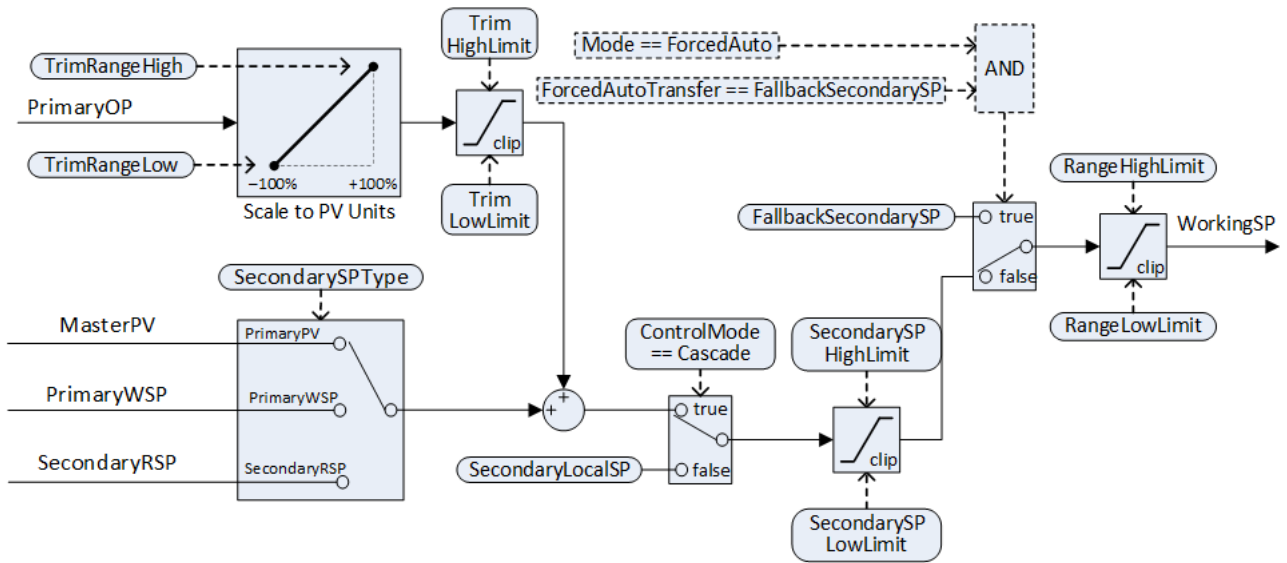 Trim
HighLimit
Mode == ForcedAuto
TrimRangeHigh
AND
ForcedAutoTransfer == FallbackSecondarySP
PrimaryOP
clip
TrimRangeLow
–100%
+100%
Scale to PV Units
Trim
LowLimit
RangeHighLimit
FallbackSecondarySP
true
WorkingSP
false
clip
SecondarySPType
RangeLowLimit
MasterPV
PrimaryPV
ControlMode
== Cascade
SecondarySP
HighLimit
PrimaryWSP
PrimaryWSP
+
+
true
SecondaryRSP
SecondaryRSP
SecondaryLocalSP
false
clip
SecondarySP
LowLimit